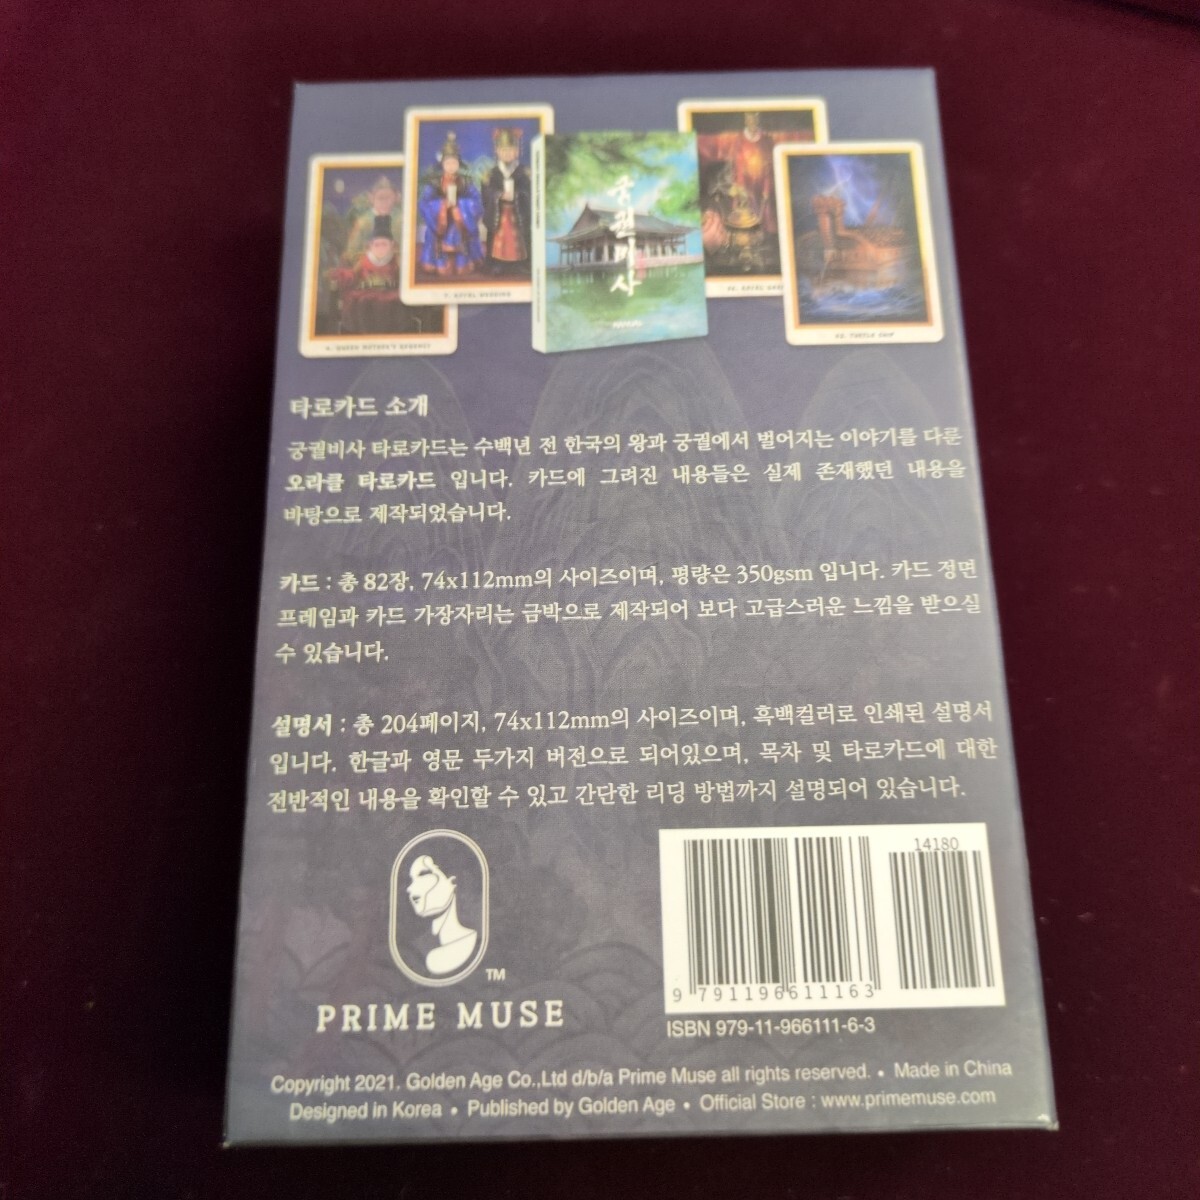 궁궐비사
7. ROYAL WEDDING
4. QUEEN MOTHER'S REGENCY
52. TURTLE SHIP
타로카드 소개
궁궐비사 타로카드는 수백년 전 한국의 왕과 궁궐에서 벌어지는 이야기를 다룬
오라클 타로카드 입니다. 카드에 그려진 내용들은 실제 존재했던 내용을
바탕으로 제작되었습니다.
카드 : 총 82장, 74x112mm의 사이즈이며, 평량은 350gsm 입니다. 카드 정면
프레임과 카드 가장자리는 금박으로 제작되어 보다 고급스러운 느낌을 받으실
수 있습니다.
설명서 : 총 204페이지, 74x112mm의 사이즈이며, 흑백컬러로 인쇄된 설명서
입니다. 한글과 영문 두가지 버전으로 되어있으며, 목차 및 타로카드에 대한
전반적인 내용을 확인할 수 있고 간단한 리딩 방법까지 설명되어 있습니다.
TM
PRIME MUSE
14180
9 791196 611163
ISBN 979-11-966111-6-3
Copyright 2021. Golden Age Co.,Ltd d/b/a Prime Muse all rights reserved. • Made in China
Designed in Korea • Published by Golden Age • Official Store : www.primemuse.com